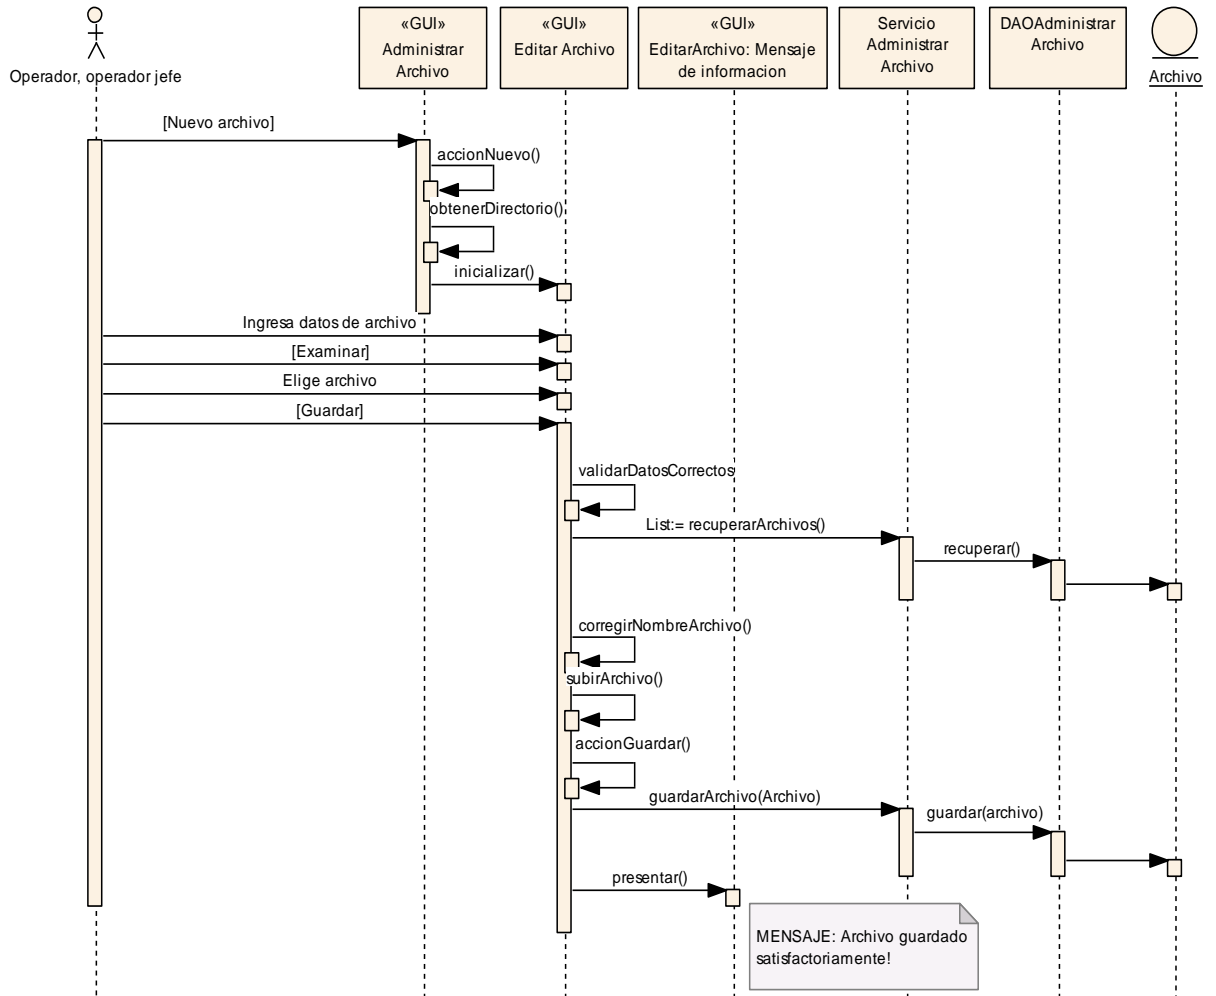 Operador, operador jefe
«GUI»
Administrar
Archivo
«GUI»
Editar Archivo
«GUI»
EditarArchivo: Mensaje
de informacion
Servicio
Administrar
Archivo
DAOAdministrar
Archivo
Archivo
[Nuevo archivo]
accionNuevo()
obtenerDirectorio()
inicializar()
Ingresa datos de archivo
[Examinar]
Elige archivo
[Guardar]
validarDatosCorrectos
List:= recuperarArchivos()
recuperar()
corregirNombreArchivo()
subirArchivo()
accionGuardar()
guardarArchivo(Archivo)
guardar(archivo)
presentar()
MENSAJE: Archivo guardado
satisfactoriamente!